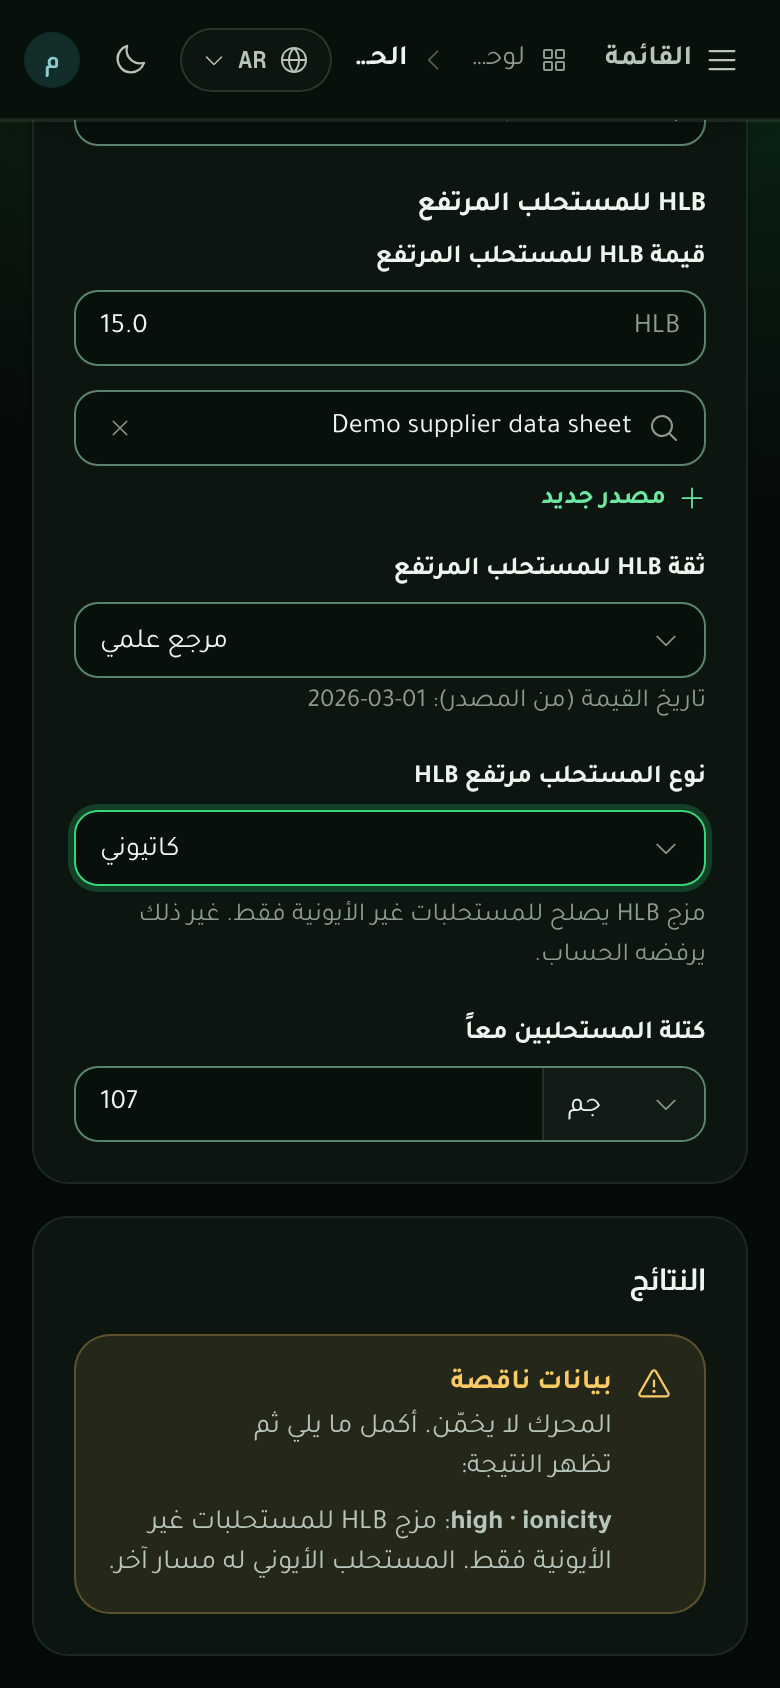 القائمة
لوحـ...
الحـ...
AR
م
HLB للمستحلب المرتفع
قيمة HLB للمستحلب المرتفع
HLB
15.0
Demo supplier data sheet
مصدر جديد
ثقة HLB للمستحلب المرتفع
مرجع علمي
تاريخ القيمة (من المصدر): 2026-03-01
نوع المستحلب مرتفع HLB
كاتيوني
مزج HLB يصلح للمستحلبات غير الأيونية فقط. غير ذلك
يرفضه الحساب.
كتلة المستحلبين معاً
جم
107
النتائج
بيانات ناقصة
المحرك لا يخمّن. أكمل ما يلي ثم
تظهر النتيجة:
high · ionicity: مزج HLB للمستحلبات غير
الأيونية فقط. المستحلب الأيوني له مسار آخر.